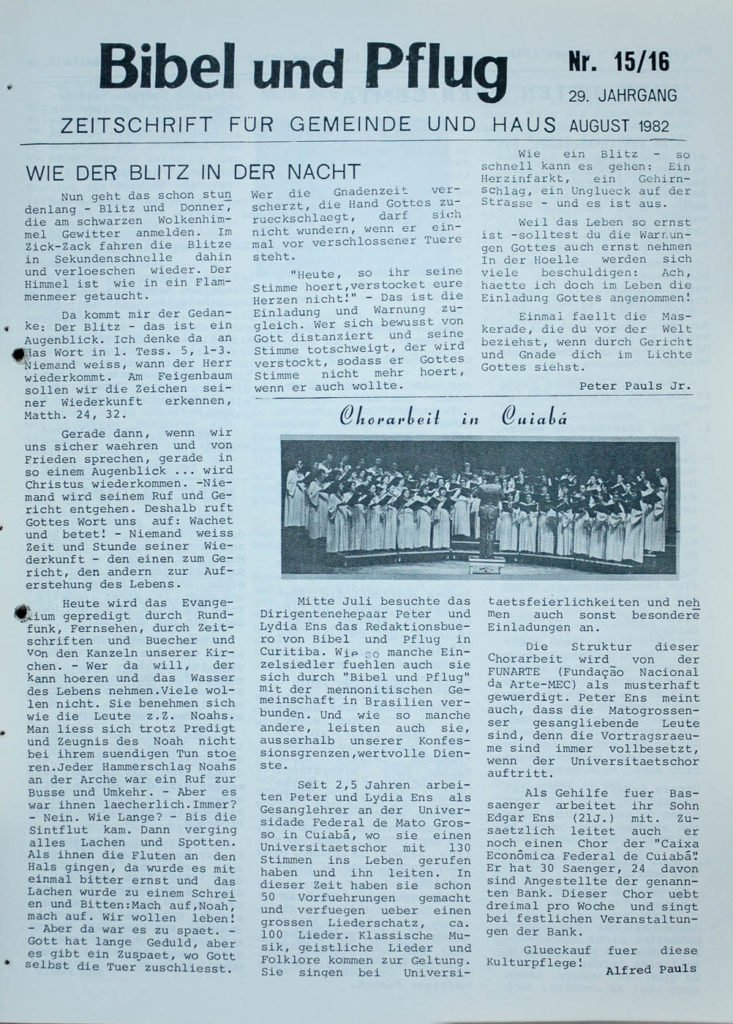 Bibel und Pflug
Nr. 15/16
29. JAHRGANG
ZEITSCHRIFT FÜR GEMEINDE UND HAUS AUGUST 1982
WIE DER BLITZ IN DER NACHT
Nun geht das schon stun
denlang - Blitz und Donner,
die am schwarzen Wolkenhim-
mel Gewitter anmelden. Im
Zick-Zack fahren die Blitze
in Sekundenschnelle dahin
und verloeschen wieder. Der
Himmel ist wie in ein Flam-
menmeer getaucht.
Da kommt mir der Gedan-
ke: Der Blitz - das ist ein
Augenblick. Ich denke da an
das Wort in 1. Tess. 5, 1-3.
Niemand weiss, wann der Herr
wiederkommt. Am Feigenbaum
sollen wir die Zeichen sei-
ner Wiederkunft erkennen,
Matth. 24, 32.
Gerade dann, wenn wir
uns sicher waehren und von
Frieden sprechen, gerade in
so einem Augenblick ... wird
Christus wiederkommen. -Nie-
mand wird seinem Ruf und Ge-
richt entgehen. Deshalb ruft
Gottes Wort uns auf: Wachet
und betet! - Niemand weiss
Zeit und Stunde seiner Wie-
derkunft - den einen zum Ge-
richt, den andern zur Auf-
erstehung des Lebens.
Heute wird das Evange-
lium gepredigt durch Rund-
funk, Fernsehen, durch Zeit-
schriften und Buecher und
von den Kanzeln unserer Kir-
chen. - Wer da will, der
kann hoeren und das Wasser
des Lebens nehmen.Viele wol-
len nicht. Sie benehmen sich
wie die Leute z.Z. Noahs.
Man liess sich trotz Predigt
und Zeugnis des Noah nicht
bei ihrem suendigen Tun stoe
ren.Jeder Hammerschlag Noahs
an der Arche war ein Ruf zur
Busse und Umkehr. - Aber es
war ihnen laecherlich.Immer?
- Nein. Wie Lange? - Bis die
Sintflut kam. Dann verging
alles Lachen und Spotten.
Als ihnen die Fluten an den
Hals gingen, da wurde es mit
einmal bitter ernst und das
Lachen wurde zu einem Schrei
en und Bitten:Mach auf,Noah,
mach auf. Wir wollen leben!
- Aber da war es zu spaet. -
Gott hat lange Geduld, aber
es gibt ein Zuspaet, wo Gott
selbst die Tuer zuschliesst.
Wer die Gnadenzeit ver-
scherzt, die Hand Gottes zu-
rueckschlaegt, darf sich
nicht wundern, wenn er ein-
mal vor verschlossener Tuere
steht.
"Heute, so ihr seine
Stimme hoert,verstocket eure
Herzen nicht!" - Das ist die
Einladung und Warnung zu-
gleich. Wer sich bewusst von
Gott distanziert und seine
Stimme totschweigt, der wird
verstockt, sodass er Gottes
Stimme nicht mehr hoert,
wenn er auch wollte.
Wie ein Blitz - so
schnell kann es gehen: Ein
Herzinfarkt, ein Gehirn-
schlag, ein Unglueck auf der
Strasse - und es ist aus.
Weil das Leben so ernst
ist -solltest du die Warnun-
gen Gottes auch ernst nehmen
In der Hoelle werden sich
viele beschuldigen: Ach,
haette ich doch im Leben die
Einladung Gottes angenommen!
Einmal faellt die Mas-
kerade, die du vor der Welt
beziehst, wenn durch Gericht
und Gnade dich im Lichte
Gottes siehst.
Peter Pauls Jr.
Chorarbeit in Cuiabá
Mitte Juli besuchte das
Dirigentenehepaar Peter und
Lydia Ens das Redaktionsbue-
ro von Bibel und Pflug in
Curitiba. Wie so manche Ein-
zelsiedler fuehlen auch sie
sich durch "Bibel und Pflug"
mit der mennonitischen Ge-
meinschaft in Brasilien ver-
bunden. Und wie so manche
andere, leisten auch sie,
ausserhalb unserer Konfes-
sionsgrenzen,wertvolle Dien-
ste.
Seit 2,5 Jahren arbei-
ten Peter und Lydia Ens als
Gesanglehrer an der Univer-
sidade Federal de Mato Gros-
so in Cuiabá, wo sie einen
Universitaetschor mit 130
Stimmen ins Leben gerufen
haben und ihn leiten. In
dieser Zeit haben sie schon
50 Vorfuehrungen gemacht
und verfuegen ueber einen
grossen Liederschatz, ca.
100 Lieder. Klassische Mu-
sik, geistliche Lieder und
Folklore kommen zur Geltung.
Sie singen bei Universi-
taetsfeierlichkeiten und neh
men auch sonst besondere
Einladungen an.
Die Struktur dieser
Chorarbeit wird von der
FUNARTE (Fundação Nacional
da Arte-MEC) als musterhaft
gewuerdigt. Peter Ens meint
auch, dass die Matogrossen-
ser gesangliebende Leute
sind, denn die Vortragsraeu-
me sind immer vollbesetzt,
wenn der Universitaetschor
auftritt.
Als Gehilfe fuer Bas-
saenger arbeitet ihr Sohn
Edgar Ens (21J.) mit. Zu-
saetzlich leitet auch er
noch einen Chor der "Caixa
Econômica Federal de Cuiabá".
Er hat 30 Saenger, 24 davon
sind Angestellte der genann-
ten Bank. Dieser Chor uebt
dreimal pro Woche und singt
bei festlichen Veranstaltun-
gen der Bank.
Glueckauf fuer diese
Kulturpflege!
Alfred Pauls